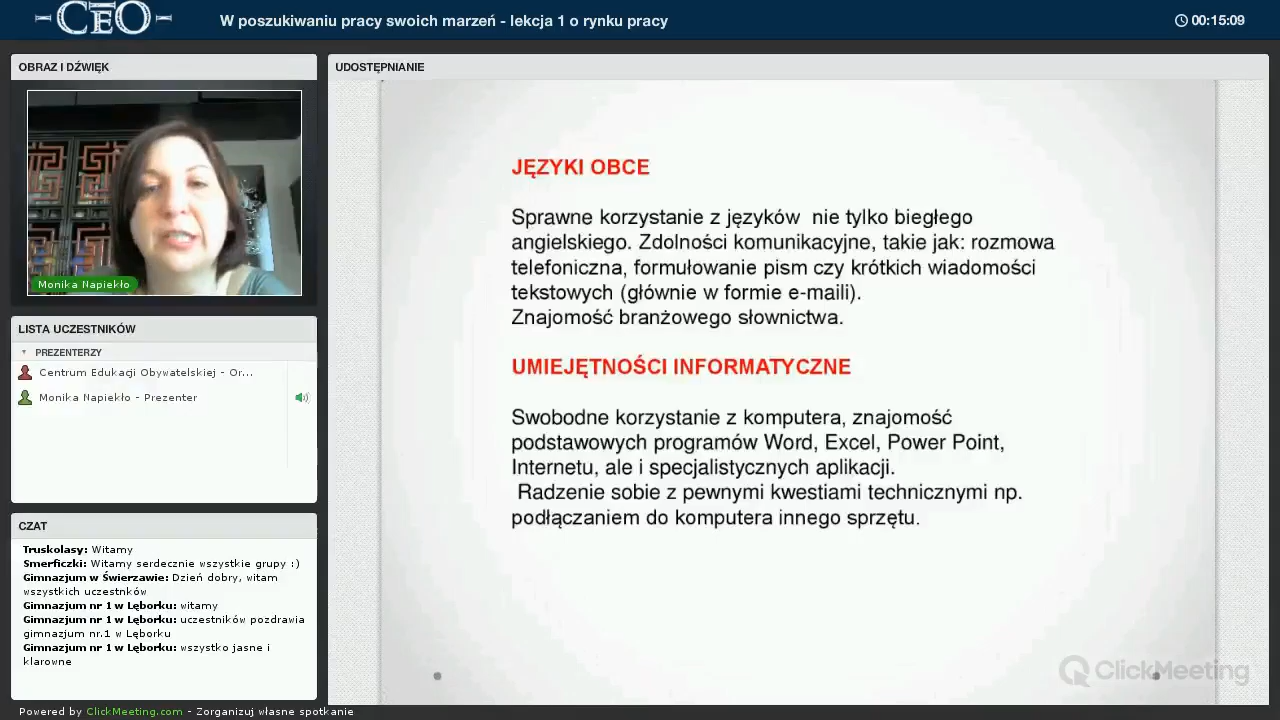 CEO
W poszukiwaniu pracy swoich marzeń - lekcja 1 o rynku pracy
00:15:09
OBRAZ I DŹWIĘK
Monika Napiekło
LISTA UCZESTNIKÓW
PREZENTERZY
Centrum Edukacji Obywatelskiej - Or...
Monika Napiekło - Prezenter
CZAT
Truskolasy: Witamy
Smerficzki: Witamy serdecznie wszystkie grupy :)
Gimnazjum w Świerzawie: Dzień dobry, witam
wszystkich uczestnków
Gimnazjum nr 1 w Lęborku: witamy
Gimnazjum nr 1 w Lęborku: uczestników pozdrawia
gimnazjum nr.1 w Lęborku
Gimnazjum nr 1 w Lęborku: wszystko jasne i
klarowne
Powered by ClickMeeting.com - Zorganizuj własne spotkanie
UDOSTĘPNIANIE
JĘZYKI OBCE
Sprawne korzystanie z języków  nie tylko biegłego
angielskiego. Zdolności komunikacyjne, takie jak: rozmowa
telefoniczna, formułowanie pism czy krótkich wiadomości
tekstowych (głównie w formie e-maili).
Znajomość branżowego słownictwa.
UMIEJĘTNOŚCI INFORMATYCZNE
Swobodne korzystanie z komputera, znajomość
podstawowych programów Word, Excel, Power Point,
Internetu, ale i specjalistycznych aplikacji.
Radzenie sobie z pewnymi kwestiami technicznymi np.
podłączaniem do komputera innego sprzętu.
ClickMeeting